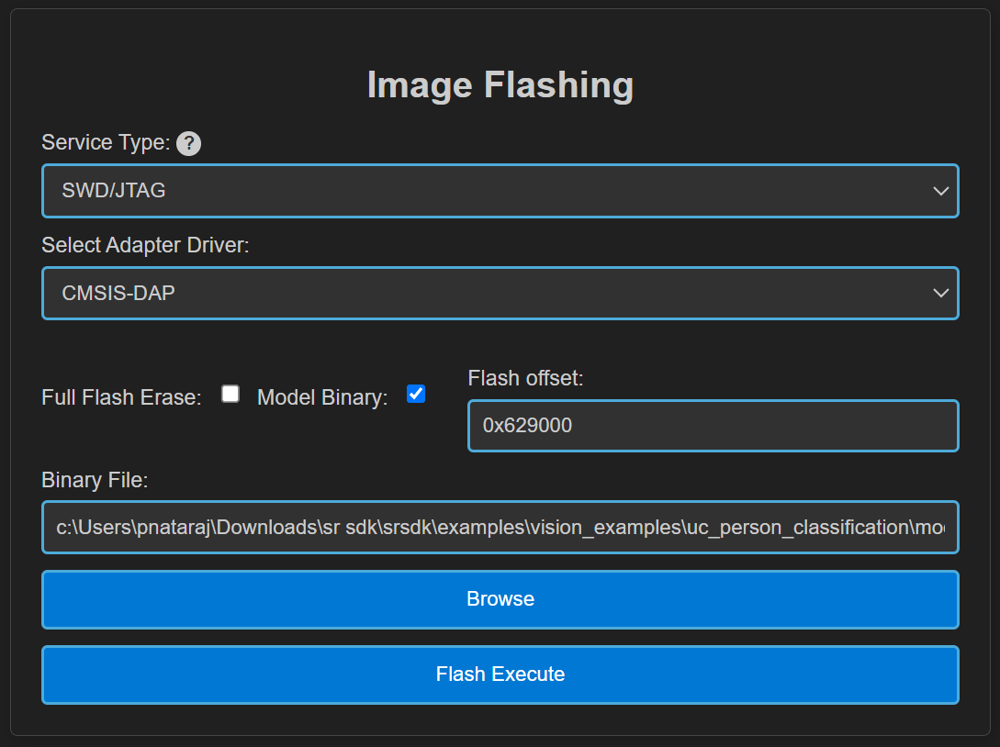 Image Flashing
Service Type: ?
SWD/JTAG
Select Adapter Driver:
CMSIS-DAP
Flash offset:
Full Flash Erase: Model Binary:
0x629000
Binary File:
c:\Users\pnataraj\Downloads\sr sdk\srsdk\examples\vision_examples\uc_person_classification\mo
Browse
Flash Execute